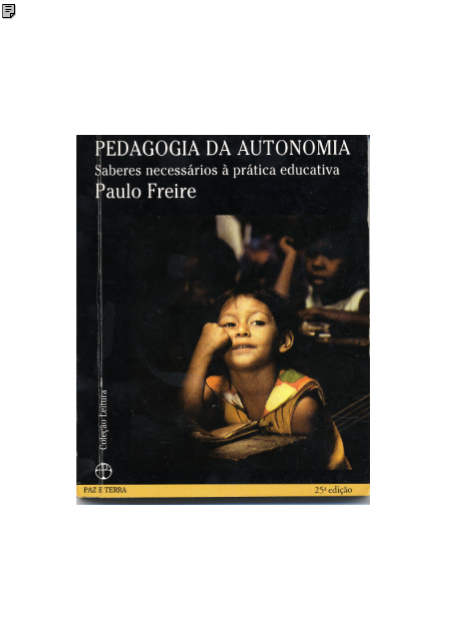 PEDAGOGIA DA AUTONOMIA
Saberes necessários à prática educativa
Paulo Freire
Coleção Leitura
PAZ E TERRA
25ª edição